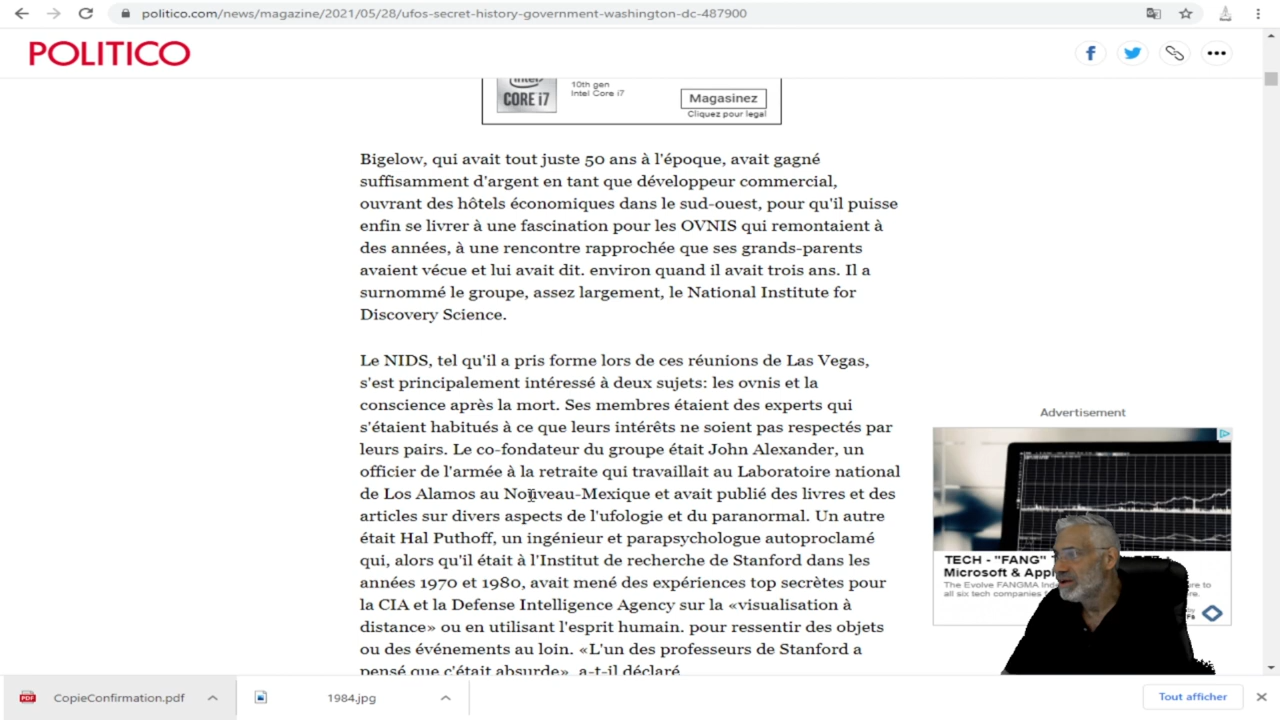 politico.com/news/magazine/2021/05/28/ufos-secret-history-government-washington-dc-487900
POLITICO
CORE i7
10th gen
Intel Core i7
Magasinez
Cliquez pour legal
Bigelow, qui avait tout juste 50 ans à l'époque, avait gagné
suffisamment d'argent en tant que développeur commercial,
ouvrant des hôtels économiques dans le sud-ouest, pour qu'il puisse
enfin se livrer à une fascination pour les OVNIS qui remontaient à
des années, à une rencontre rapprochée que ses grands-parents
avaient vécue et lui avait dit. environ quand il avait trois ans. Il a
surnommé le groupe, assez largement, le National Institute for
Discovery Science.
Le NIDS, tel qu'il a pris forme lors de ces réunions de Las Vegas,
s'est principalement intéressé à deux sujets: les ovnis et la
conscience après la mort. Ses membres étaient des experts qui
s'étaient habitués à ce que leurs intérêts ne soient pas respectés par
leurs pairs. Le co-fondateur du groupe était John Alexander, un
officier de l'armée à la retraite qui travaillait au Laboratoire national
de Los Alamos au Nouveau-Mexique et avait publié des livres et des
articles sur divers aspects de l'ufologie et du paranormal. Un autre
était Hal Puthoff, un ingénieur et parapsychologue autoproclamé
qui, alors qu'il était à l'Institut de recherche de Stanford dans les
années 1970 et 1980, avait mené des expériences top secrètes pour
la CIA et la Defense Intelligence Agency sur la «visualisation à
distance» ou en utilisant l'esprit humain. pour ressentir des objets
ou des événements au loin. «L'un des professeurs de Stanford a
pensé que c'était absurde», a-t-il déclaré
Advertisement
TECH - "FANG"
Microsoft &
The Evolve FANGMA
all six tech companies
CopieConfirmation.pdf
1984.jpg
Tout afficher